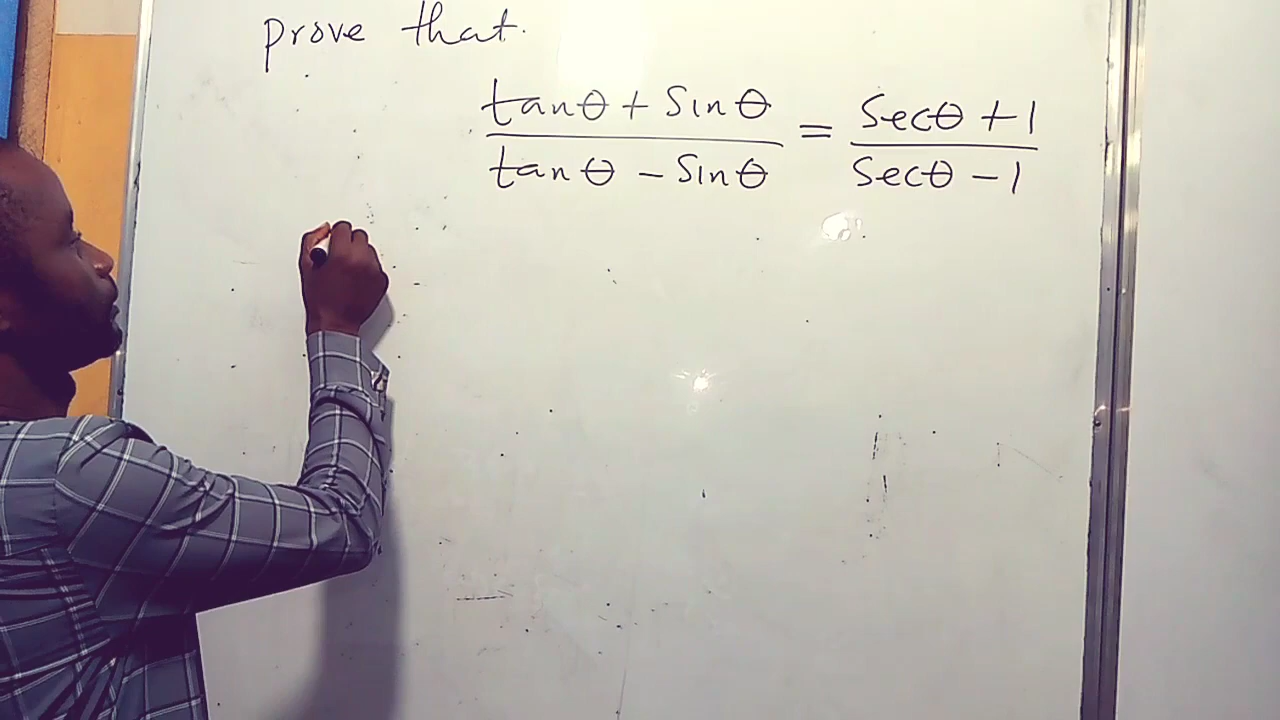 prove that.
tanθ + Sinθ / tanθ - Sinθ = Secθ + 1 / Secθ - 1